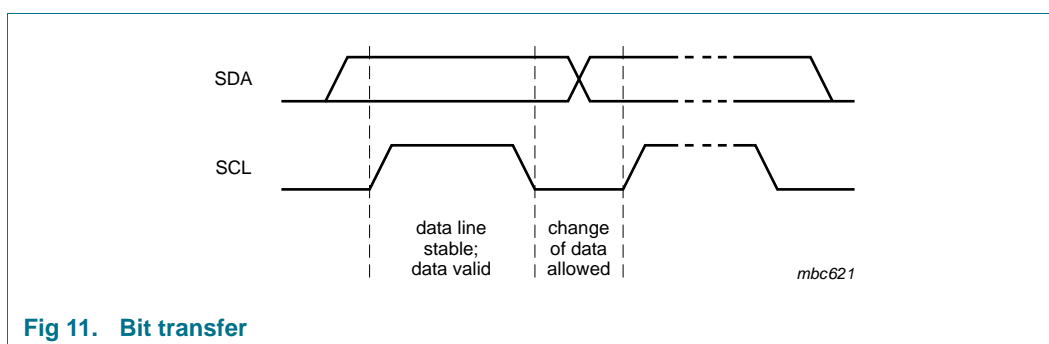 SDA
SCL
data line
stable;
data valid
change
of data
allowed
mbc621
Fig 11. Bit transfer